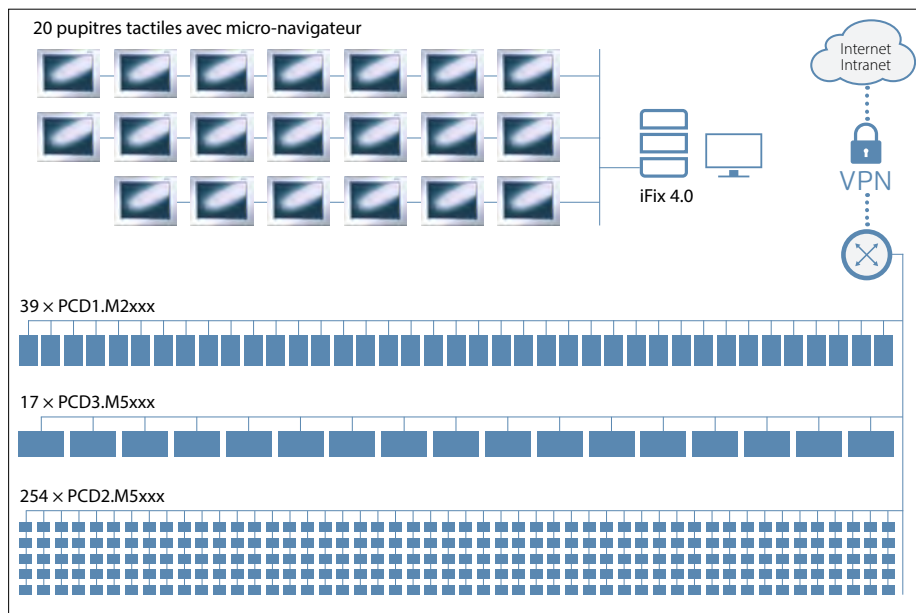 20 pupitres tactiles avec micro-navigateur
Internet
Intranet
VPN
iFix 4.0
39 × PCD1.M2xxx
17 × PCD3.M5xxx
254 × PCD2.M5xxx